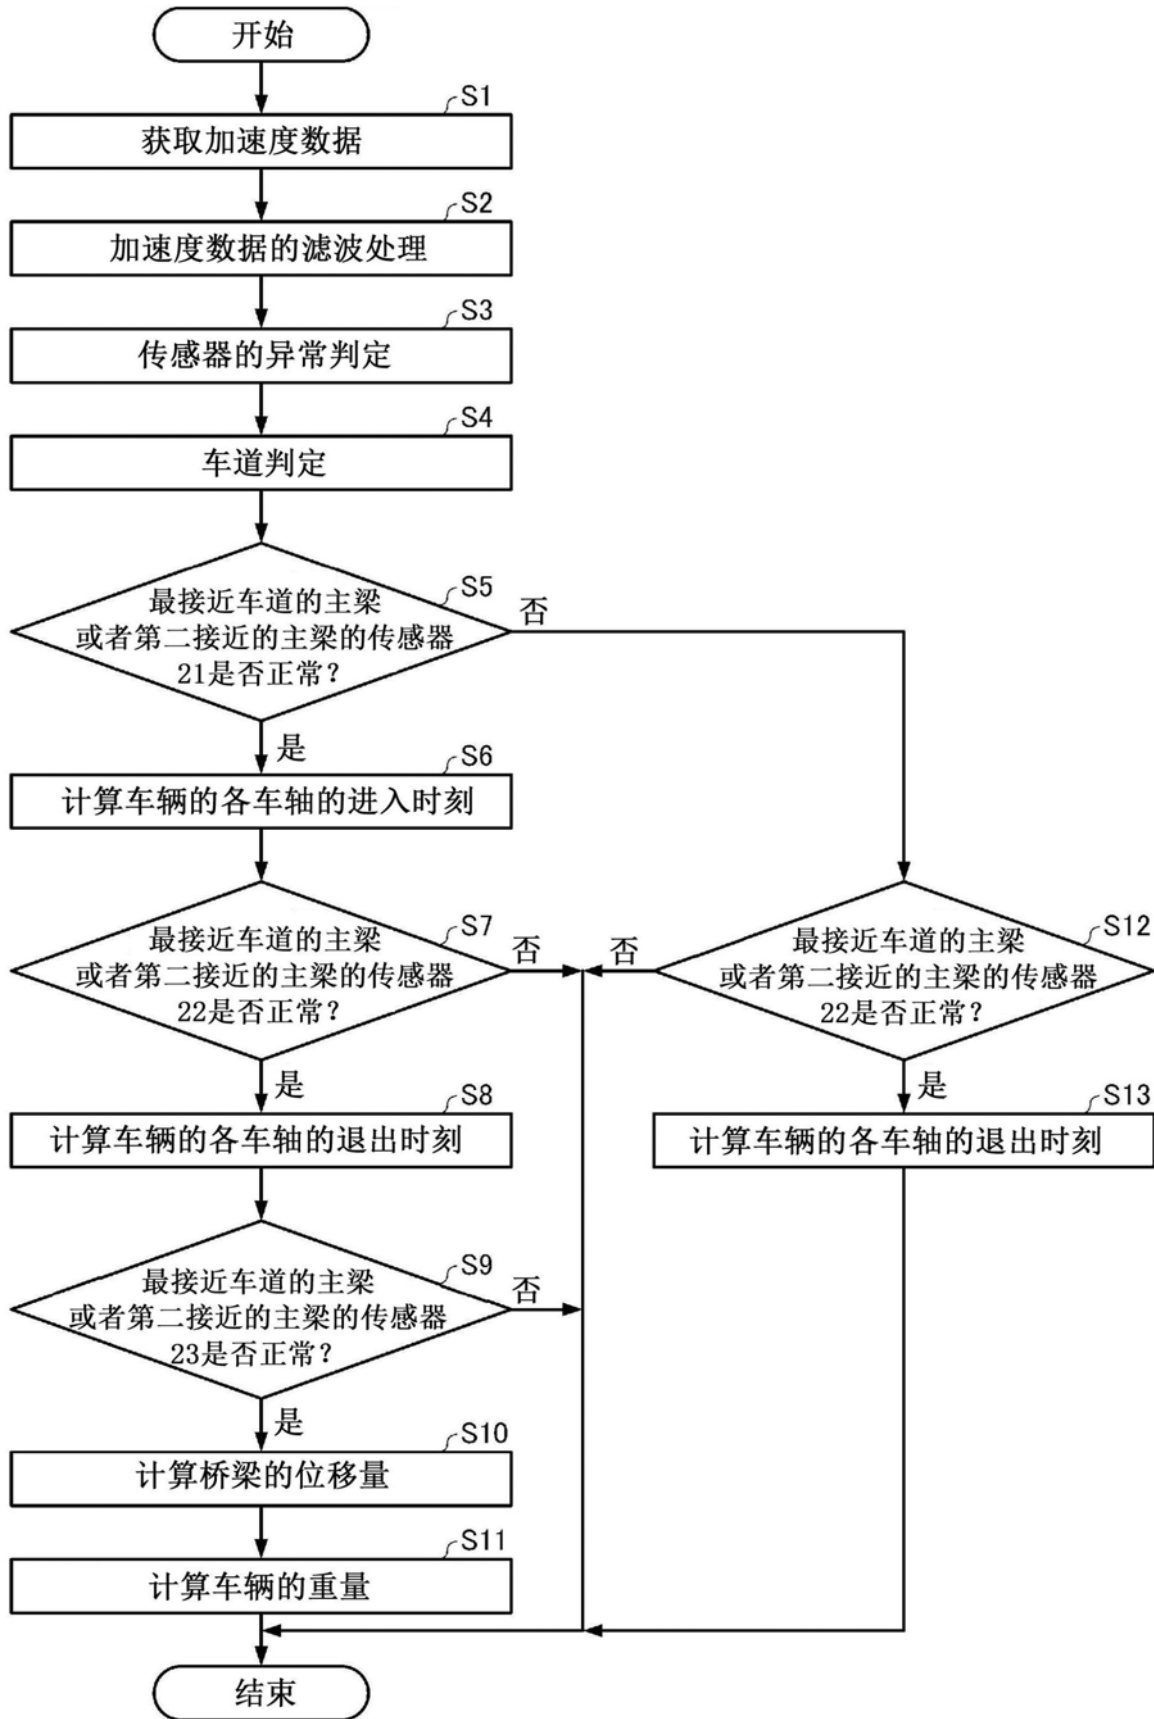 开始
S1
获取加速度数据
S2
加速度数据的滤波处理
S3
传感器的异常判定
S4
车道判定
S5
最接近车道的主梁
或者第二接近的主梁的传感器
21是否正常?
否
是
S6
计算车辆的各车轴的进入时刻
S7
最接近车道的主梁
或者第二接近的主梁的传感器
22是否正常?
否
是
S12
最接近车道的主梁
或者第二接近的主梁的传感器
22是否正常?
否
是
S8
计算车辆的各车轴的退出时刻
S13
计算车辆的各车轴的退出时刻
S9
最接近车道的主梁
或者第二接近的主梁的传感器
23是否正常?
否
是
S10
计算桥梁的位移量
S11
计算车辆的重量
结束